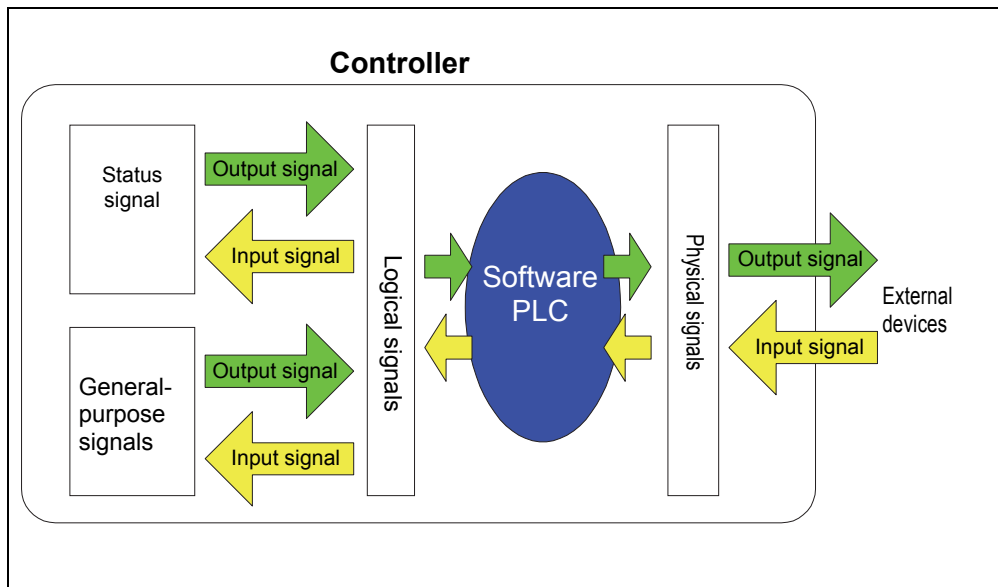 Controller
Status
signal
Output signal
Input signal
General-
purpose
signals
Output signal
Input signal
Logical signals
Software
PLC
Physical signals
Output signal
Input signal
External
devices